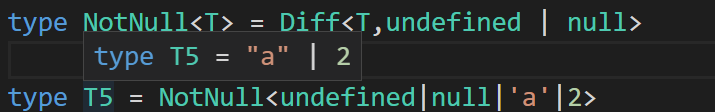 type NotNull<T> = Diff<T,undefined | null>
type T5 = "a" | 2
type T5 = NotNull<undefined|null|'a'|2>